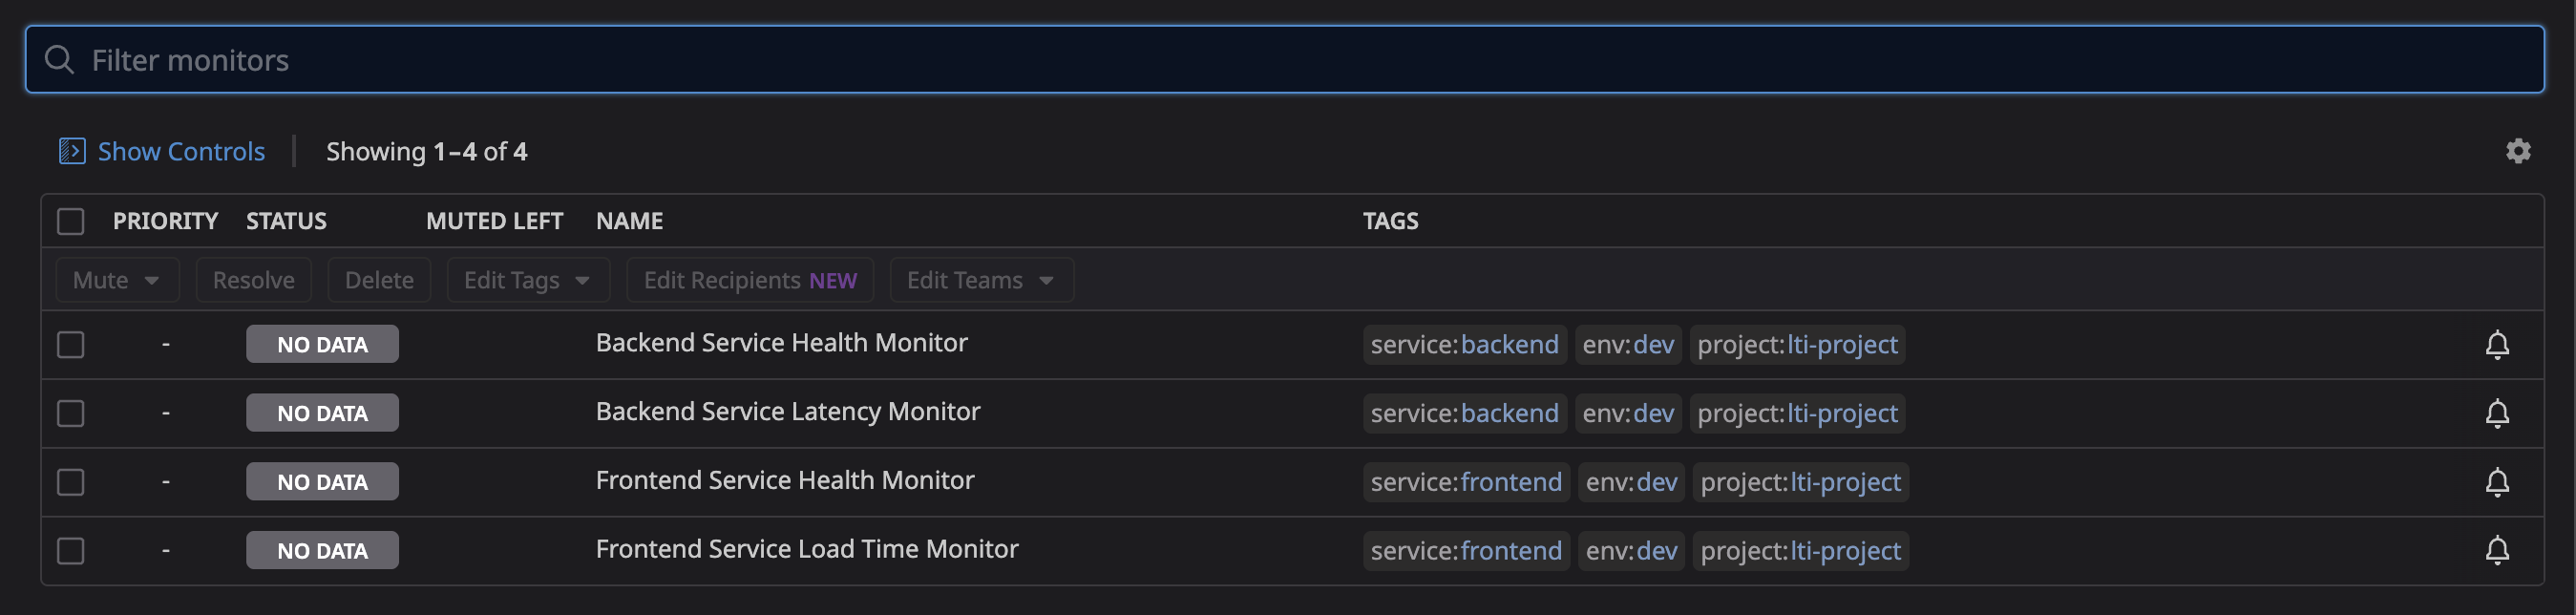 Filter monitors
Show Controls Showing 1–4 of 4
PRIORITY STATUS MUTED LEFT NAME TAGS
Mute Resolve Delete Edit Tags Edit Recipients NEW Edit Teams
- NO DATA Backend Service Health Monitor service:backend env:dev project:lti-project
- NO DATA Backend Service Latency Monitor service:backend env:dev project:lti-project
- NO DATA Frontend Service Health Monitor service:frontend env:dev project:lti-project
- NO DATA Frontend Service Load Time Monitor service:frontend env:dev project:lti-project